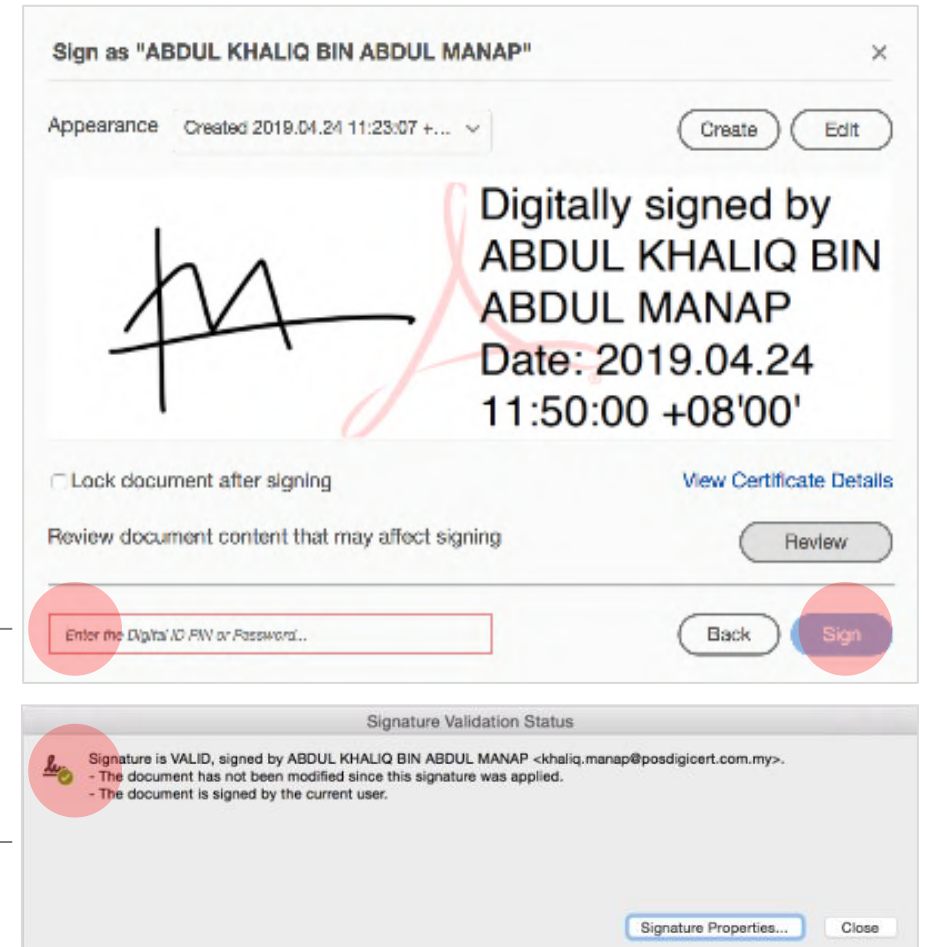 Sign as "ABDUL KHALIQ BIN ABDUL MANAP"
Appearance Created 2019.04.24 11:23:07 +... Create Edit
Digitally signed by
ABDUL KHALIQ BIN
ABDUL MANAP
Date: 2019.04.24
11:50:00 +08'00'
Lock document after signing View Certificate Details
Review document content that may affect signing Review
Enter the Digital ID PIN or Password... Back Sign
Signature Validation Status
Signature is VALID, signed by ABDUL KHALIQ BIN ABDUL MANAP <khaliq.manap@posdigicert.com.my>.
- The document has not been modified since this signature was applied.
- The document is signed by the current user.
Signature Properties... Close